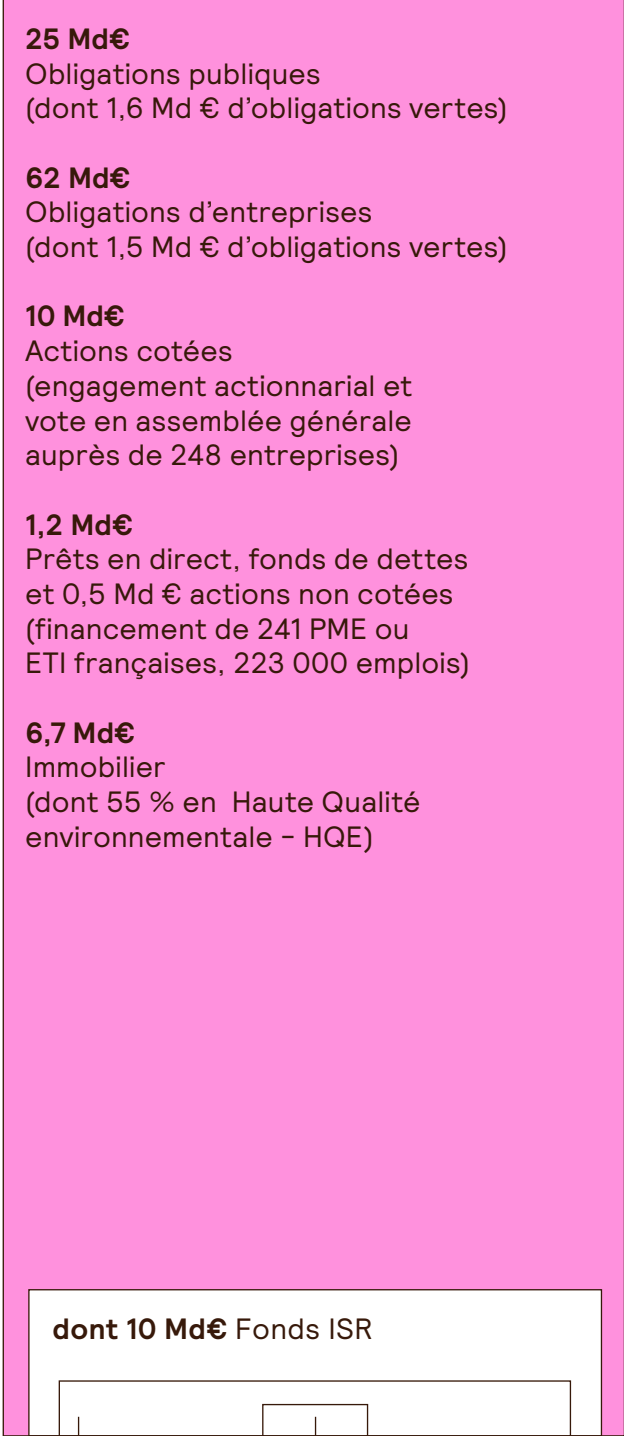 25 Md€
Obligations publiques
(dont 1,6 Md € d’obligations vertes)
62 Md€
Obligations d’entreprises
(dont 1,5 Md € d’obligations vertes)
10 Md€
Actions cotées
(engagement actionnarial et
vote en assemblée générale
auprès de 248 entreprises)
1,2 Md€
Prêts en direct, fonds de dettes
et 0,5 Md € actions non cotées
(financement de 241 PME ou
ETI françaises, 223 000 emplois)
6,7 Md€
Immobilier
(dont 55 % en  Haute Qualité
environnementale – HQE)
dont 10 Md€ Fonds ISR